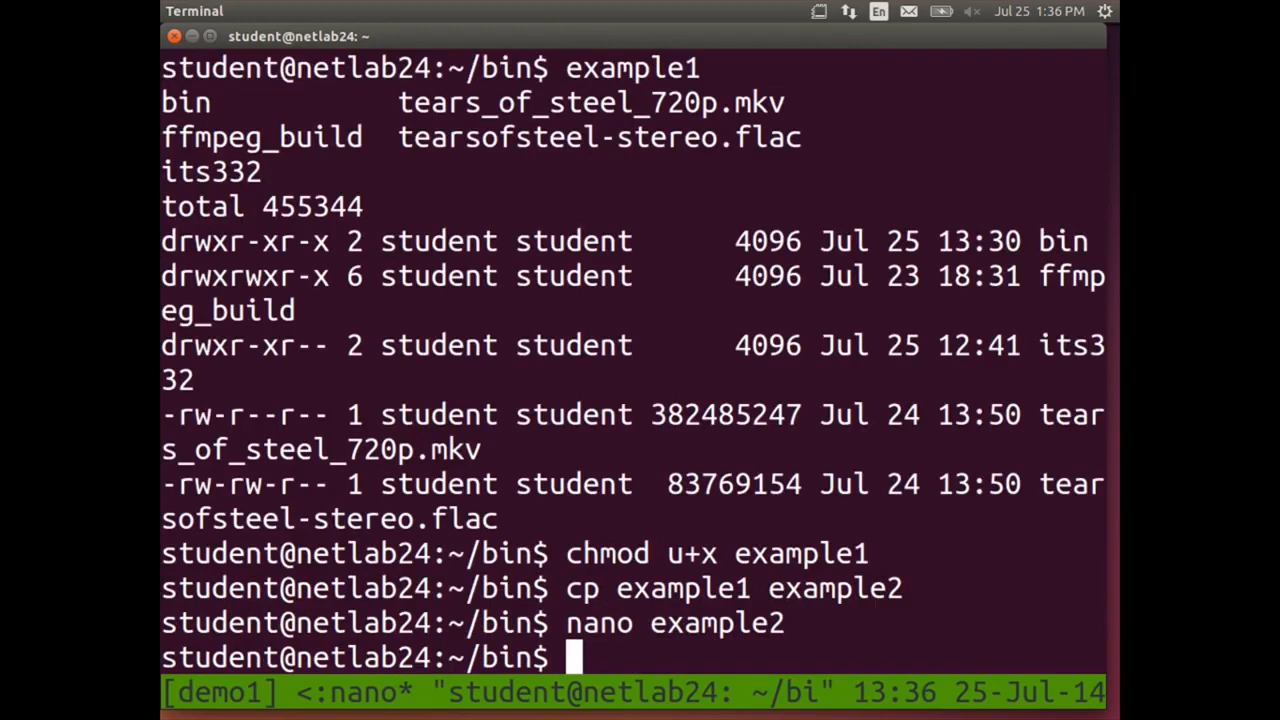 Terminal En Jul 25 1:36 PM
student@netlab24: ~
student@netlab24:~/bin$ example1
bin tears_of_steel_720p.mkv
ffmpeg_build tearsofsteel-stereo.flac
its332
total 455344
drwxr-xr-x 2 student student 4096 Jul 25 13:30 bin
drwxrwxr-x 6 student student 4096 Jul 23 18:31 ffmp
eg_build
drwxr-xr-- 2 student student 4096 Jul 25 12:41 its3
32
-rw-r--r-- 1 student student 382485247 Jul 24 13:50 tear
s_of_steel_720p.mkv
-rw-rw-r-- 1 student student 83769154 Jul 24 13:50 tear
sofsteel-stereo.flac
student@netlab24:~/bin$ chmod u+x example1
student@netlab24:~/bin$ cp example1 example2
student@netlab24:~/bin$ nano example2
student@netlab24:~/bin$
[demo1] <:nano* "student@netlab24: ~/bi" 13:36 25-Jul-14